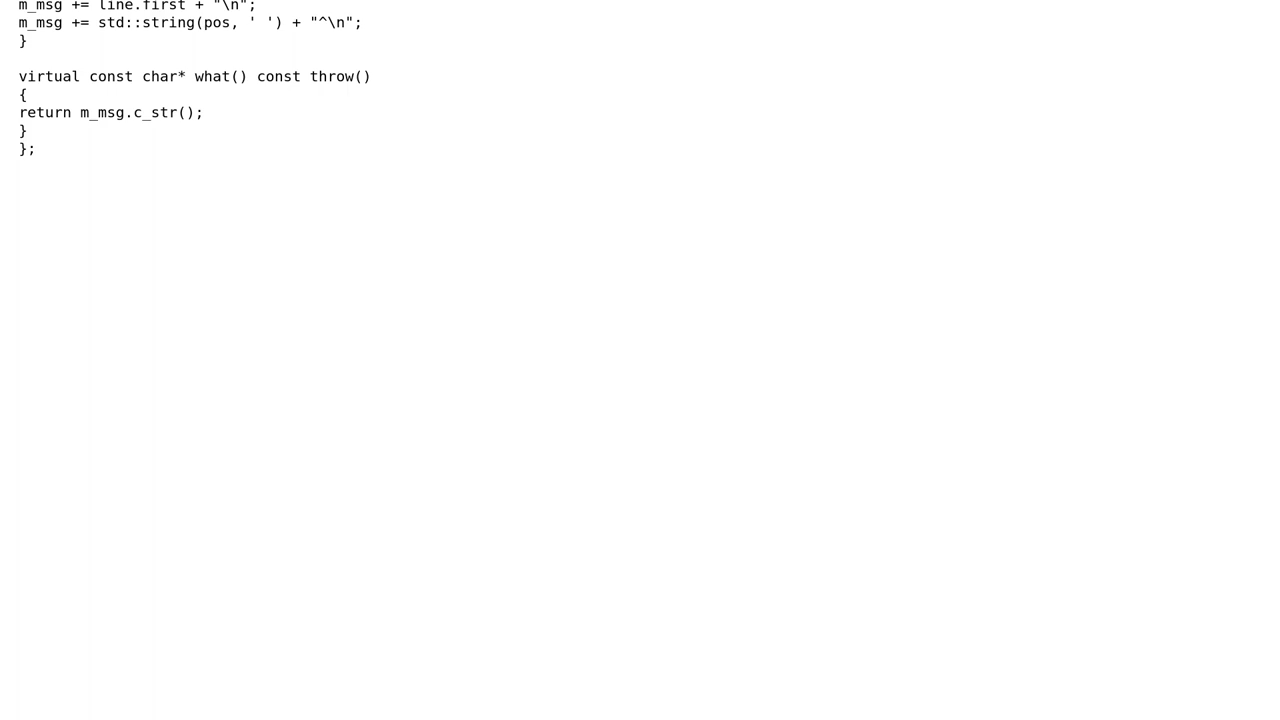 m_msg += line.first + "\n";
m_msg += std::string(pos, ' ') + "^\n";
}
virtual const char* what() const throw()
{
return m_msg.c_str();
}
};